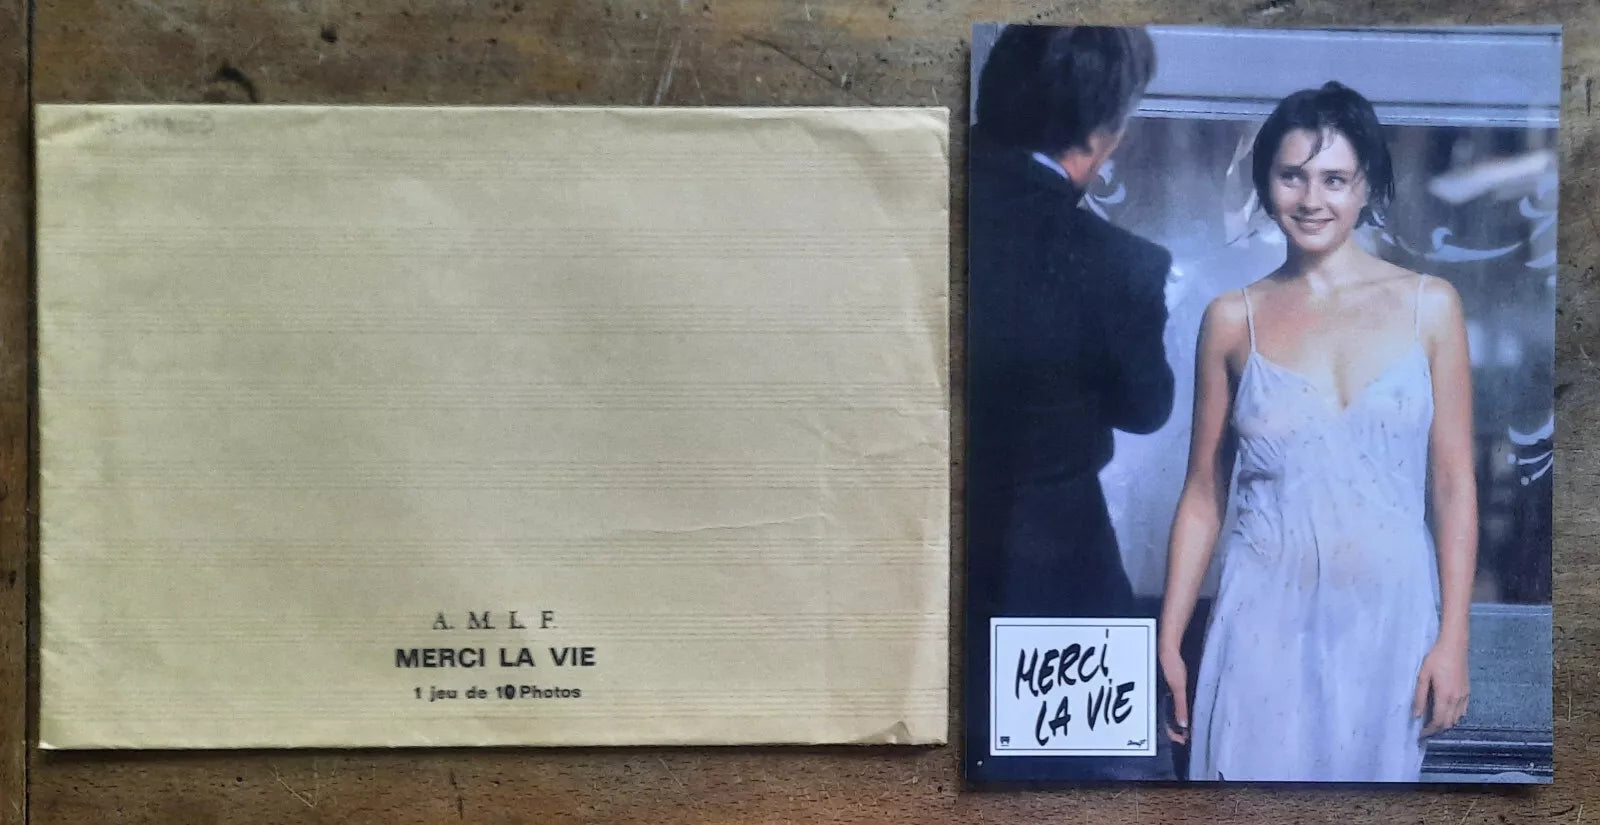 A. M. L. F.
MERCI LA VIE
1 jeu de 10 Photos
MERCI
LA VIE